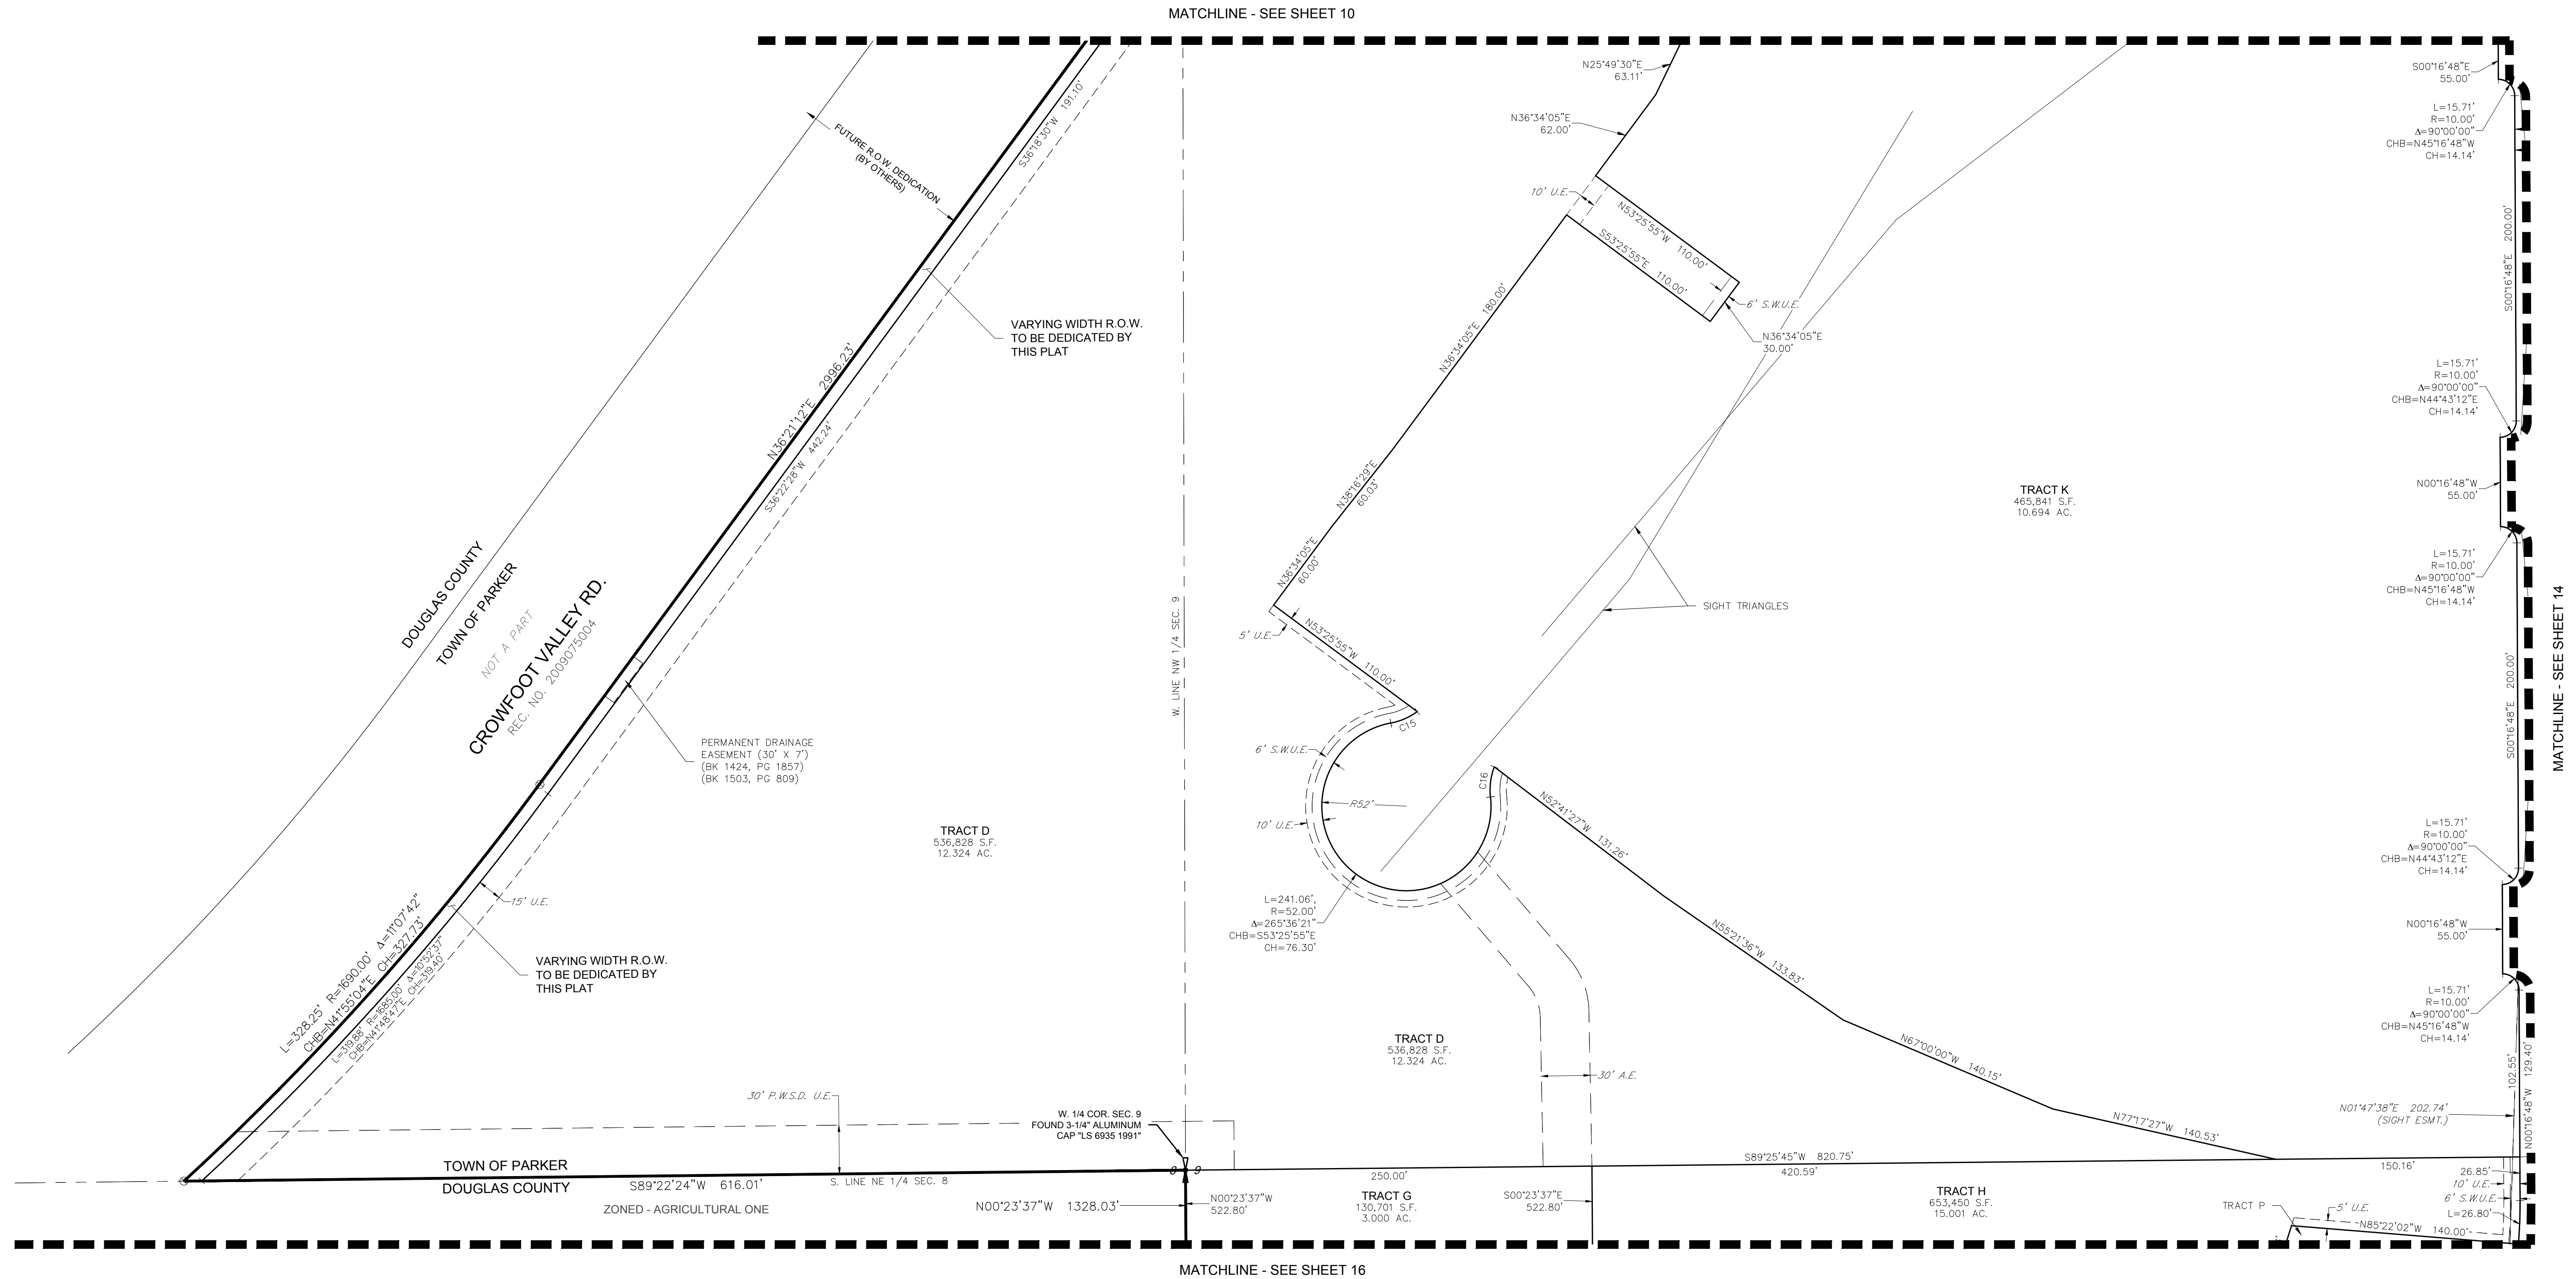 MATCHLINE - SEE SHEET 10
FUTURE R.O.W. DEDICATION
(BY OTHERS)
S36°18'30"W 191.10'
VARYING WIDTH R.O.W.
TO BE DEDICATED BY
THIS PLAT
N36°21'12"E 2996.23'
S36°22'28"W 442.24'
DOUGLAS COUNTY
TOWN OF PARKER
NOT A PART
CROWFOOT VALLEY RD.
REC. NO. 2009075004
PERMANENT DRAINAGE
EASEMENT (30' X 7')
(BK 1424, PG 1857)
(BK 1503, PG 809)
TRACT D
536,828 S.F.
12.324 AC.
15' U.E.
VARYING WIDTH R.O.W.
TO BE DEDICATED BY
THIS PLAT
L=328.25' R=1690.00' Δ=11°07'42"
CHB=N41°55'04"E CH=327.73'
L=319.88' R=1685.00' Δ=10°52'37"
CHB=N41°48'47"E CH=319.40'
30' P.W.S.D. U.E.
W. 1/4 COR. SEC. 9
FOUND 3-1/4" ALUMINUM
CAP "LS 6935 1991"
8 9
TOWN OF PARKER
DOUGLAS COUNTY
S89°22'24"W 616.01'
S. LINE NE 1/4 SEC. 8
ZONED - AGRICULTURAL ONE
N00°23'37"W 1328.03'
N00°23'37"W
522.80'
W. LINE NW 1/4 SEC. 9
N25°49'30"E
63.11'
N36°34'05"E
62.00'
10' U.E.
N53°25'55"W 110.00'
S53°25'55"E 110.00'
6' S.W.U.E.
N36°34'05"E
30.00'
N36°34'05"E 180.00'
N38°16'29"E
60.03'
N36°34'05"E
60.00'
5' U.E.
N53°25'55"W 110.00'
C15
6' S.W.U.E.
R52'
10' U.E.
C16
L=241.06',
R=52.00'
Δ=265°36'21"
CHB=S53°25'55"E
CH=76.30'
SIGHT TRIANGLES
TRACT K
465,841 S.F.
10.694 AC.
N52°41'27"W 131.26'
N55°21'36"W 133.83'
N67°00'00"W 140.15'
N77°17'27"W 140.53'
TRACT D
536,828 S.F.
12.324 AC.
30' A.E.
S89°25'45"W 820.75'
250.00'
420.59'
150.16'
TRACT G
130,701 S.F.
3.000 AC.
S00°23'37"E
522.80'
TRACT H
653,450 S.F.
15.001 AC.
TRACT P
5' U.E.
N85°22'02"W 140.00'
26.85'
10' U.E.
6' S.W.U.E.
L=26.80'
S00°16'48"E
55.00'
L=15.71'
R=10.00'
Δ=90°00'00"
CHB=N45°16'48"W
CH=14.14'
S00°16'48"E 200.00'
L=15.71'
R=10.00'
Δ=90°00'00"
CHB=N44°43'12"E
CH=14.14'
N00°16'48"W
55.00'
L=15.71'
R=10.00'
Δ=90°00'00"
CHB=N45°16'48"W
CH=14.14'
S00°16'48"E 200.00'
L=15.71'
R=10.00'
Δ=90°00'00"
CHB=N44°43'12"E
CH=14.14'
N00°16'48"W
55.00'
L=15.71'
R=10.00'
Δ=90°00'00"
CHB=N45°16'48"W
CH=14.14'
102.55'
N00°16'48"W 129.40'
N01°47'38"E 202.74'
(SIGHT ESMT.)
MATCHLINE - SEE SHEET 14
MATCHLINE - SEE SHEET 16